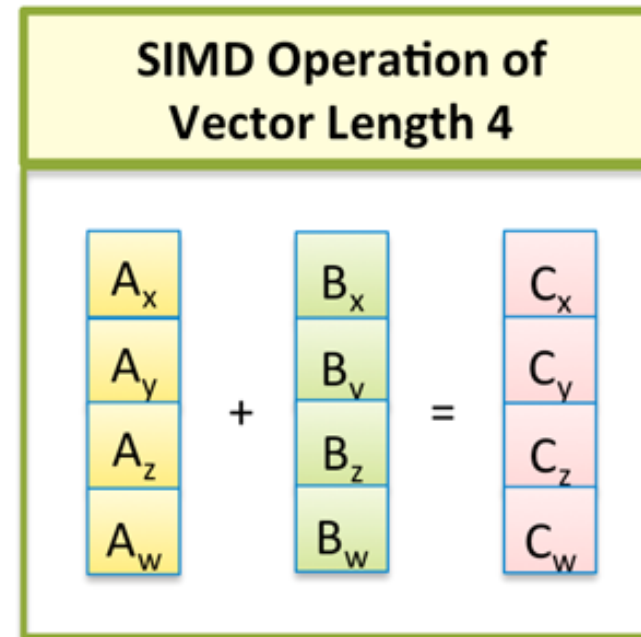 SIMD Operation of
Vector Length 4
Ax Bx Cx
Ay By Cy
+ =
Az Bz Cz
Aw Bw Cw